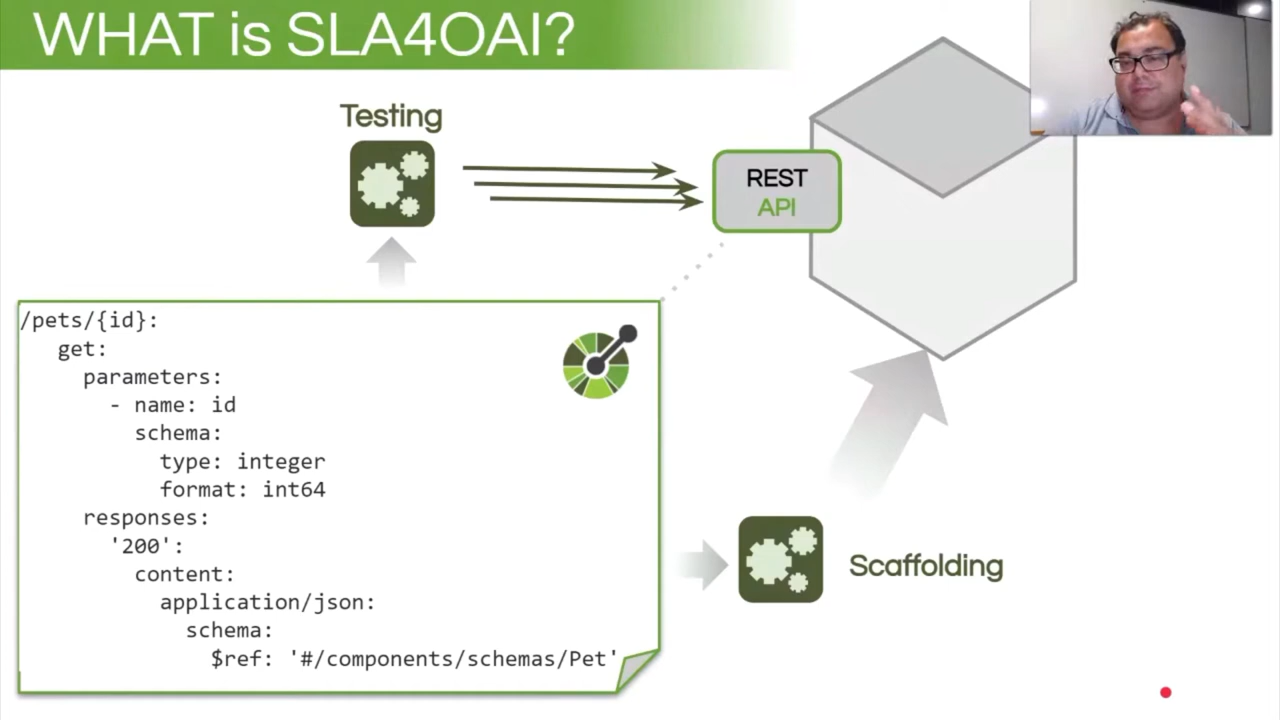 WHAT is SLA4OAI?
Testing
REST
API
/pets/{id}:
get:
parameters:
- name: id
schema:
type: integer
format: int64
responses:
'200':
content:
application/json:
schema:
$ref: '#/components/schemas/Pet'
Scaffolding